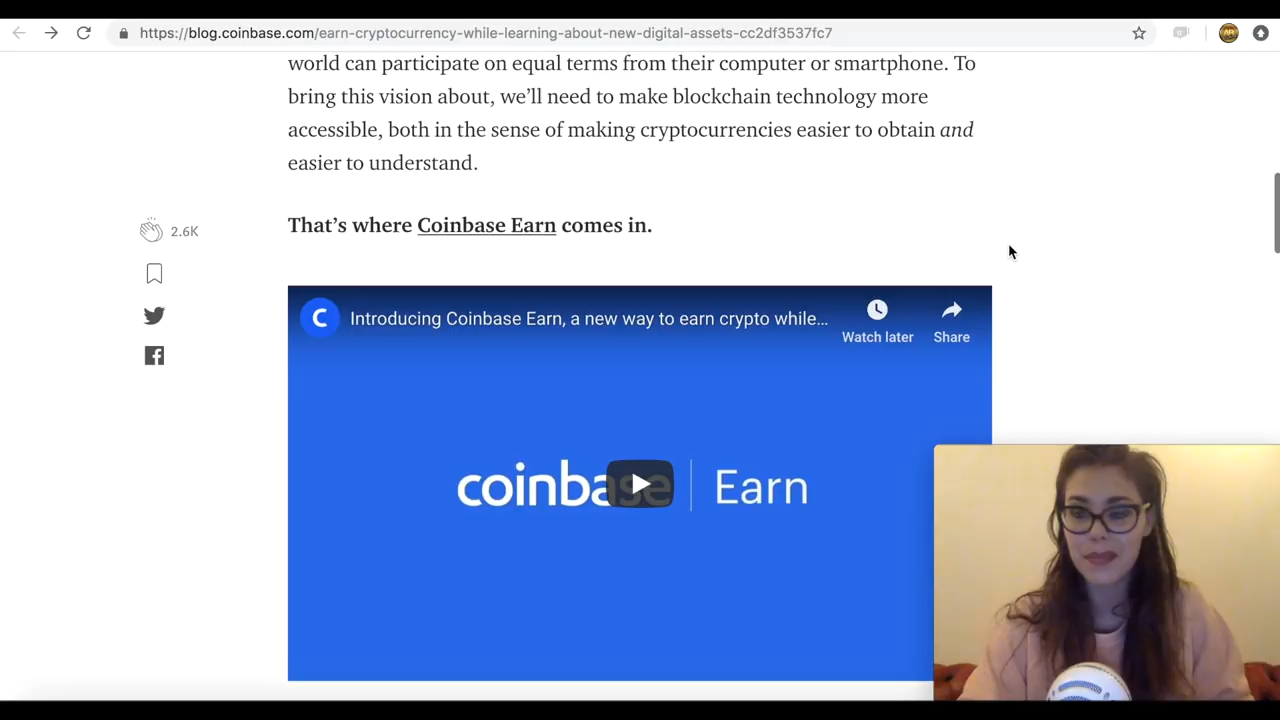 https://blog.coinbase.com/earn-cryptocurrency-while-learning-about-new-digital-assets-cc2df3537fc7
world can participate on equal terms from their computer or smartphone. To
bring this vision about, we’ll need to make blockchain technology more
accessible, both in the sense of making cryptocurrencies easier to obtain and
easier to understand.
2.6K
That’s where Coinbase Earn comes in.
C
Introducing Coinbase Earn, a new way to earn crypto while...
Watch later
Share
coinbase | Earn